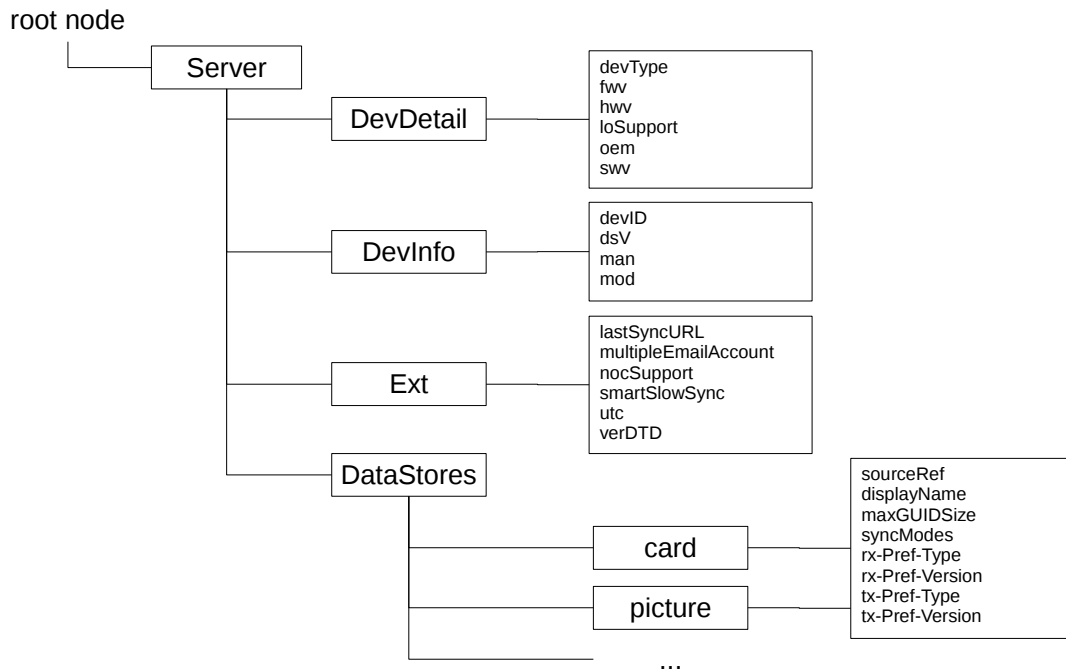 root node
Server
DevDetail
devType
fwv
hwv
loSupport
oem
swv
DevInfo
devID
dsV
man
mod
Ext
lastSyncURL
multipleEmailAccount
nocSupport
smartSlowSync
utc
verDTD
DataStores
card
picture
sourceRef
displayName
maxGUIDSize
syncModes
rx-Pref-Type
rx-Pref-Version
tx-Pref-Type
tx-Pref-Version
...